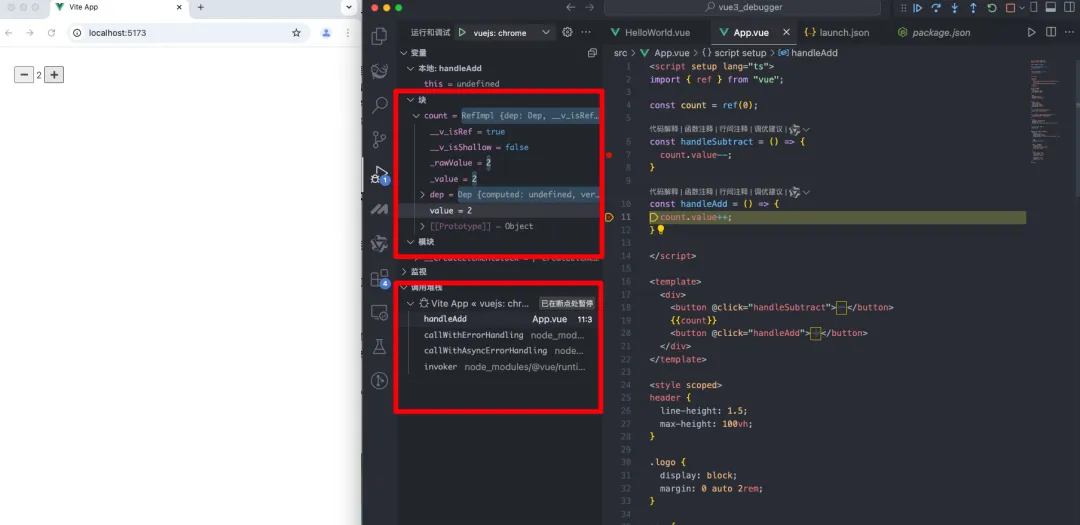 Vite App
localhost:5173
2
vue3_debugger
运行和调试 vuejs: chrome
变量
本地: handleAdd
this = undefined
块
count = RefImpl {dep: Dep, __v_isRef…
__v_isRef = true
__v_isShallow = false
_rawValue = 2
_value = 2
dep = Dep {computed: undefined, ver…
value = 2
[[Prototype]] = Object
模块
监视
调用堆栈
Vite App « vuejs: chr... 已在断点处暂停
handleAdd App.vue 11:3
callWithErrorHandling node_mod...
callWithAsyncErrorHandling node...
invoker node_modules/@vue/runti...
1
4
HelloWorld.vue App.vue launch.json package.json
src > App.vue > {} script setup > handleAdd
1 <script setup lang="ts">
2 import { ref } from "vue";
3
4 const count = ref(0);
5
代码解释 | 函数注释 | 行间注释 | 调优建议 |
6 const handleSubtract = () => {
7 count.value--;
8 }
9
代码解释 | 函数注释 | 行间注释 | 调优建议 |
10 const handleAdd = () => {
11 count.value++;
12 }
13
14 </script>
15
16 <template>
17 <div>
18 <button @click="handleSubtract"></button>
19 {{count}}
20 <button @click="handleAdd"></button>
21 </div>
22 </template>
23
24 <style scoped>
25 header {
26 line-height: 1.5;
27 max-height: 100vh;
28 }
29
30 .logo {
31 display: block;
32 margin: 0 auto 2rem;
33 }
34